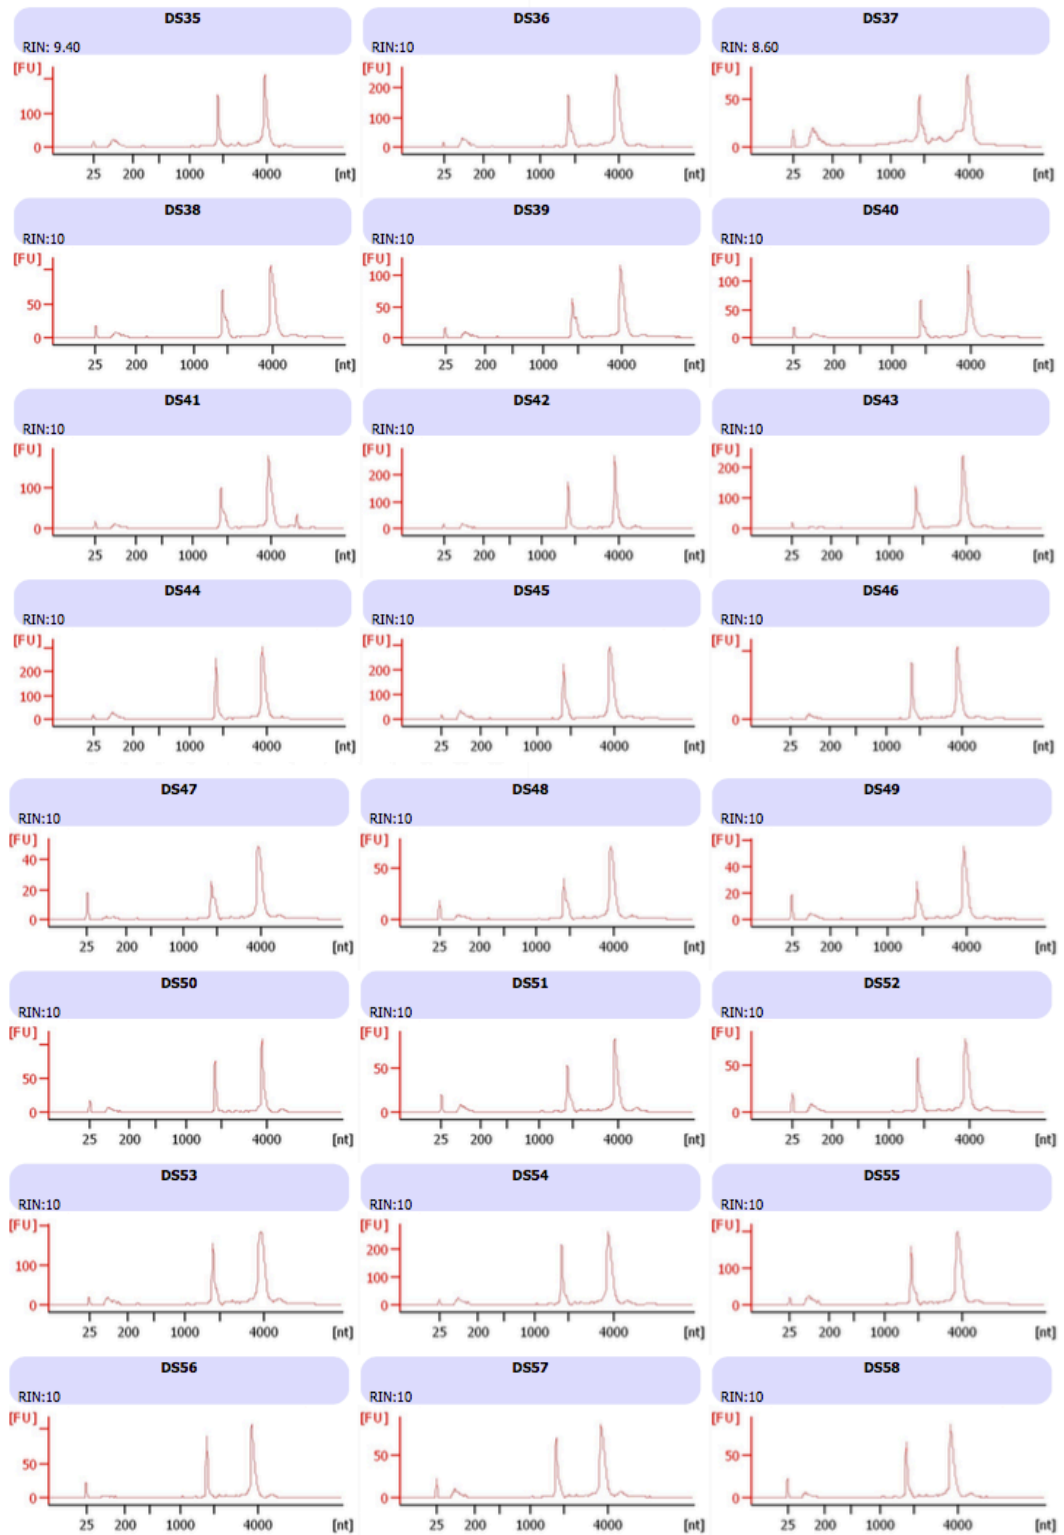 DS35 DS36 DS37
RIN: 9.40 RIN:10 RIN: 8.60
[FU] [FU] [FU]
200
100 100 50
0 0 0
25 200 1000 4000 [nt] 25 200 1000 4000 [nt] 25 200 1000 4000 [nt]
DS38 DS39 DS40
RIN:10 RIN:10 RIN:10
[FU] [FU] [FU]
100 100
50 50 50
0 0 0
25 200 1000 4000 [nt] 25 200 1000 4000 [nt] 25 200 1000 4000 [nt]
DS41 DS42 DS43
RIN:10 RIN:10 RIN:10
[FU] [FU] [FU]
200 200
100 100 100
0 0 0
25 200 1000 4000 [nt] 25 200 1000 4000 [nt] 25 200 1000 4000 [nt]
DS44 DS45 DS46
RIN:10 RIN:10 RIN:10
[FU] [FU] [FU]
300
200 200
100 100
0 0 0
25 200 1000 4000 [nt] 25 200 1000 4000 [nt] 25 200 1000 4000 [nt]
DS47 DS48 DS49
RIN:10 RIN:10 RIN:10
[FU] [FU] [FU]
40 50 40
20 20
0 0 0
25 200 1000 4000 [nt] 25 200 1000 4000 [nt] 25 200 1000 4000 [nt]
DS50 DS51 DS52
RIN:10 RIN:10 RIN:10
[FU] [FU] [FU]
50 50 50
0 0 0
25 200 1000 4000 [nt] 25 200 1000 4000 [nt] 25 200 1000 4000 [nt]
DS53 DS54 DS55
RIN:10 RIN:10 RIN:10
[FU] [FU] [FU]
200
100 100 100
0 0 0
25 200 1000 4000 [nt] 25 200 1000 4000 [nt] 25 200 1000 4000 [nt]
DS56 DS57 DS58
RIN:10 RIN:10 RIN:10
[FU] [FU] [FU]
50 50 50
0 0 0
25 200 1000 4000 [nt] 25 200 1000 4000 [nt] 25 200 1000 4000 [nt]